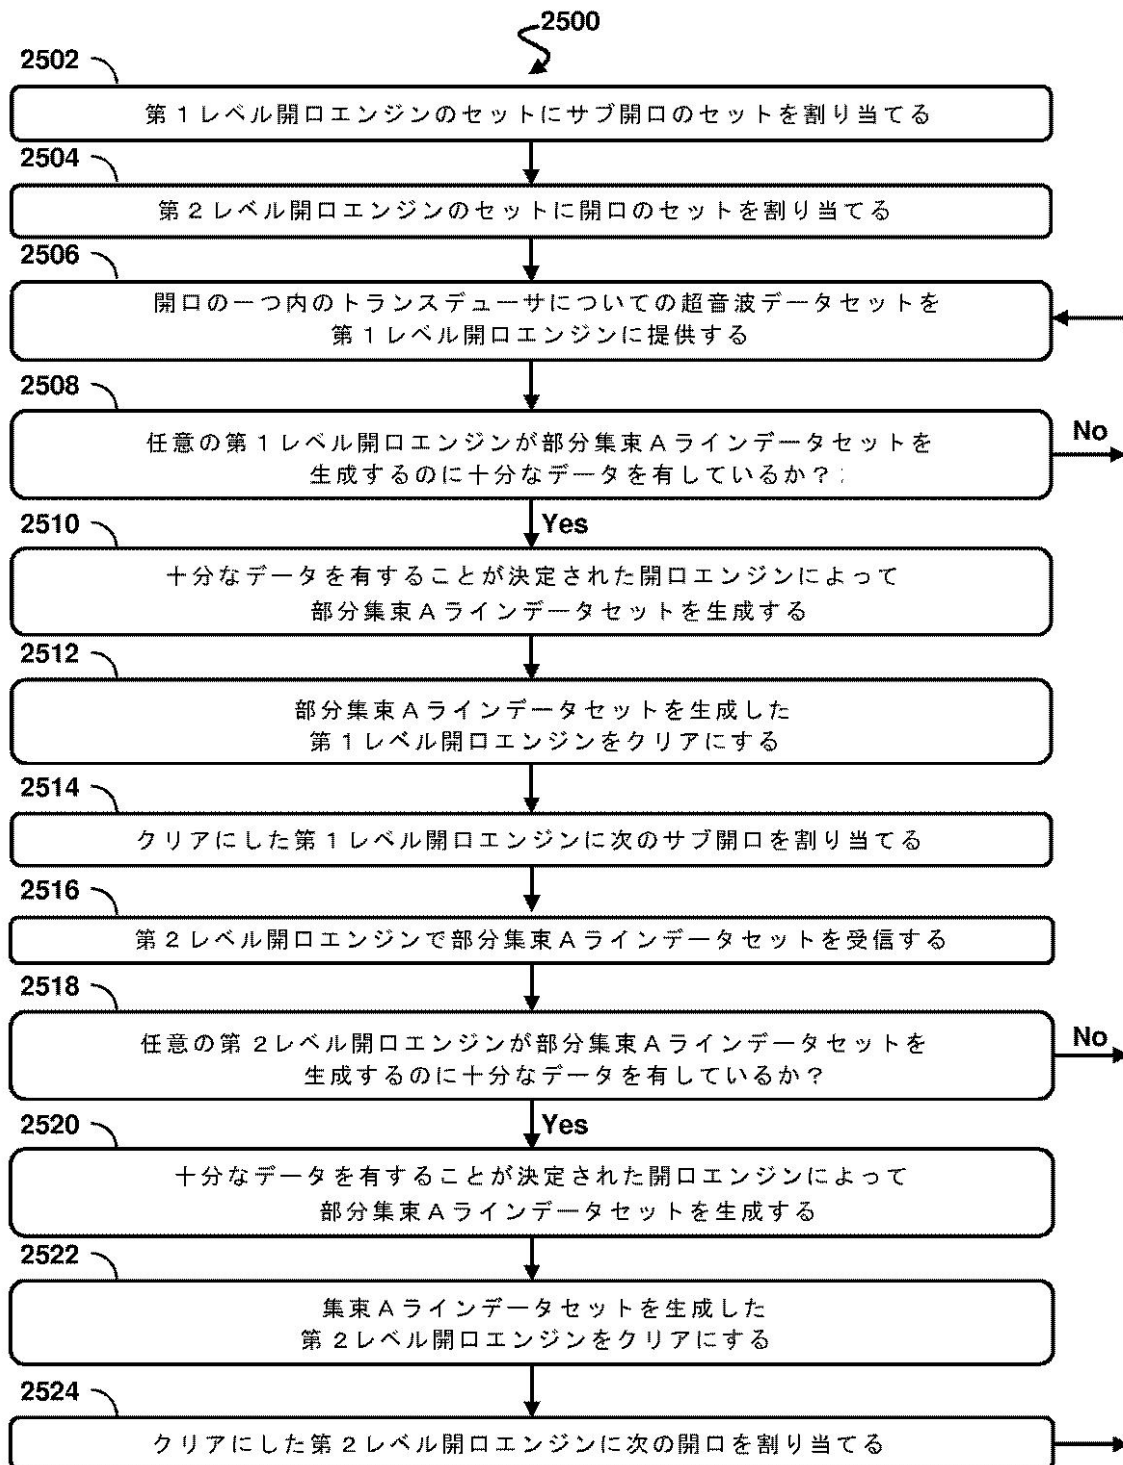 2500
2502
第1レベル開口エンジンのセットにサブ開口のセットを割り当てる
2504
第2レベル開口エンジンのセットに開口のセットを割り当てる
2506
開口の一つ内のトランスデューサについての超音波データセットを
第1レベル開口エンジンに提供する
2508
任意の第1レベル開口エンジンが部分集束Aラインデータセットを
生成するのに十分なデータを有しているか?
No
Yes
2510
十分なデータを有することが決定された開口エンジンによって
部分集束Aラインデータセットを生成する
2512
部分集束Aラインデータセットを生成した
第1レベル開口エンジンをクリアにする
2514
クリアにした第1レベル開口エンジンに次のサブ開口を割り当てる
2516
第2レベル開口エンジンで部分集束Aラインデータセットを受信する
2518
任意の第2レベル開口エンジンが部分集束Aラインデータセットを
生成するのに十分なデータを有しているか?
No
Yes
2520
十分なデータを有することが決定された開口エンジンによって
部分集束Aラインデータセットを生成する
2522
集束Aラインデータセットを生成した
第2レベル開口エンジンをクリアにする
2524
クリアにした第2レベル開口エンジンに次の開口を割り当てる